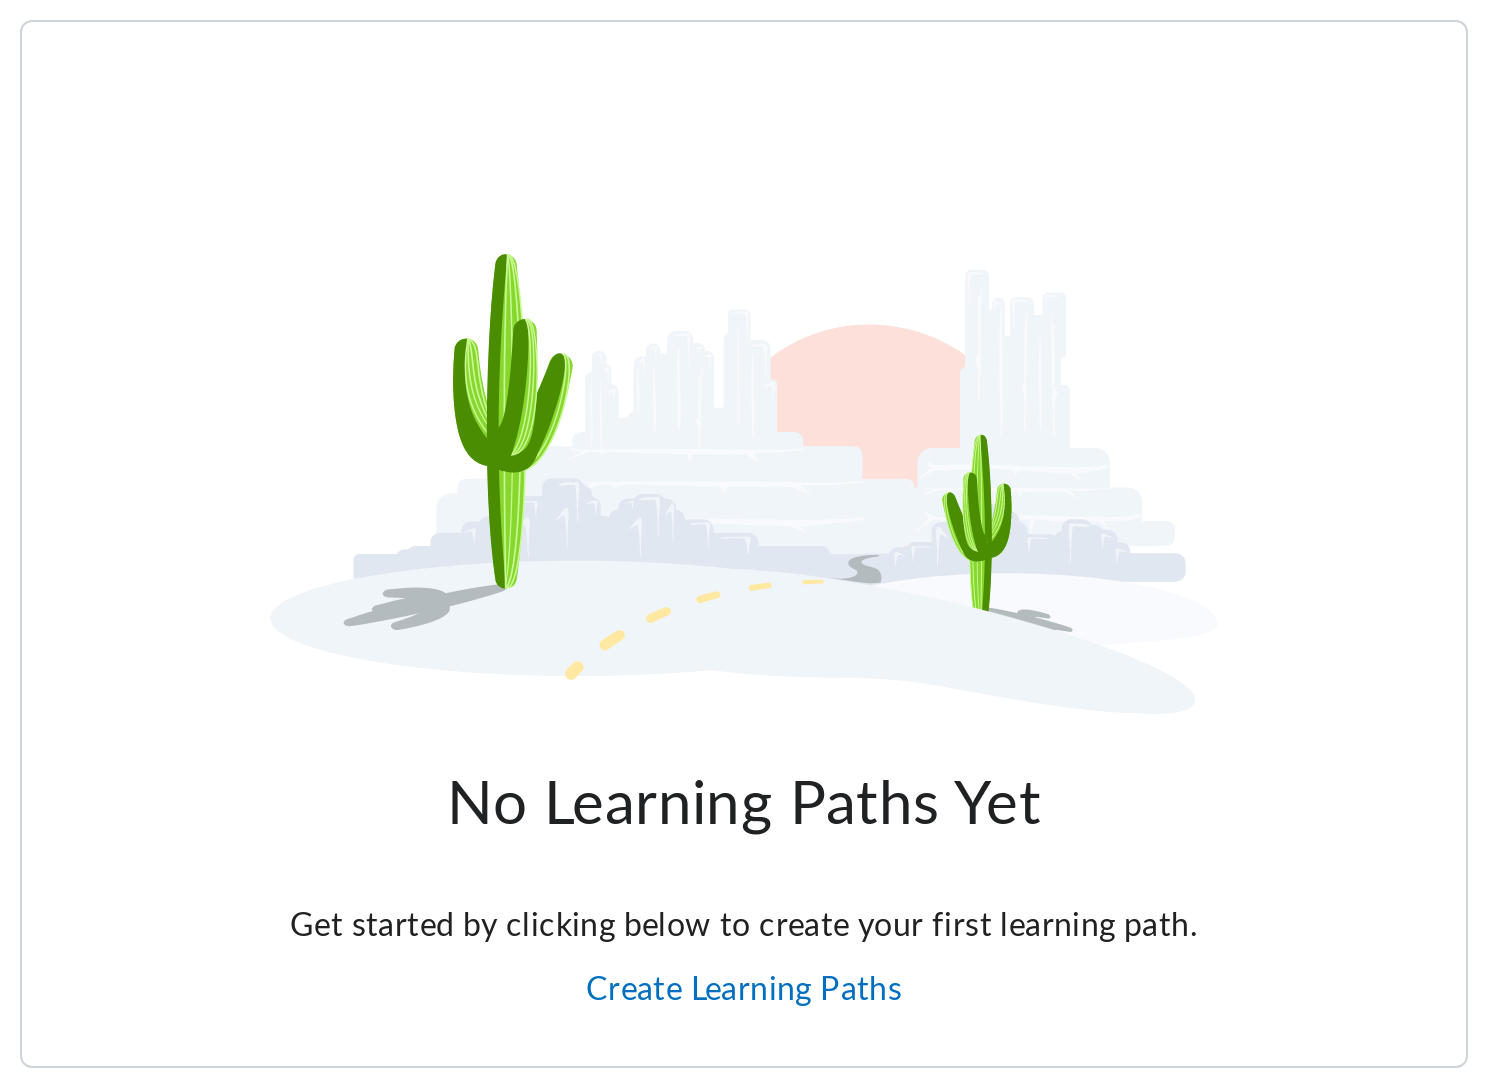 No Learning Paths Yet
Get started by clicking below to create your first learning path.
Create Learning Paths